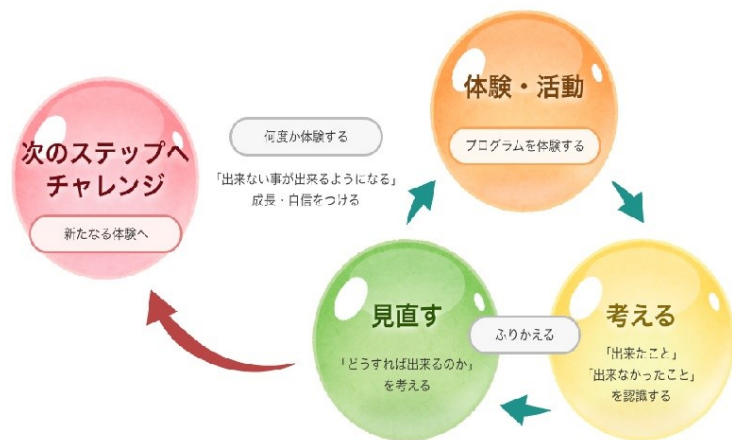 体験・活動
プログラムを体験する
次のステップへ
チャレンジ
新たなる体験へ
何度か体験する
「出来ない事が出来るようになる」
成長・自信をつける
見直す
「どうすれば出来るのか」
を考える
ふりかえる
考える
「出来たこと」
「出来なかったこと」
を認識する